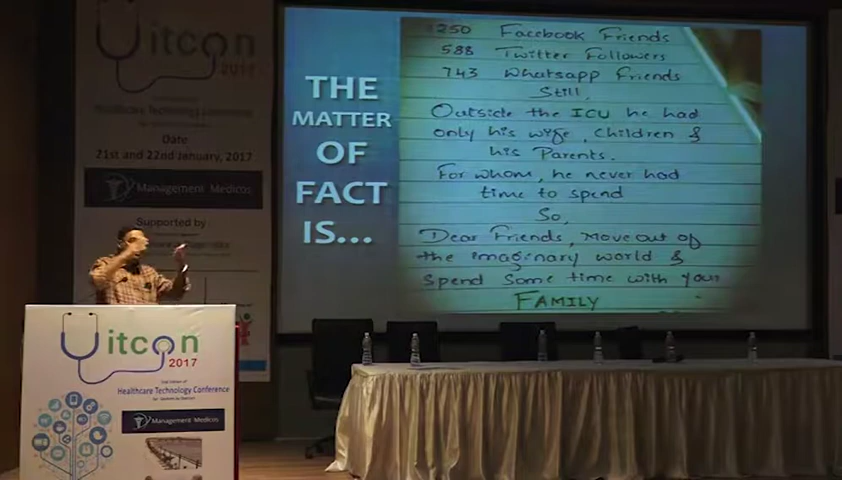 itcon
2017
Healthcare Technology Conference
Date
21st and 22nd January, 2017
Management Medicos
Supported by
THE
MATTER
OF
FACT
IS...
250 Facebook Friends
588 Twitter Followers
743 Whatsapp Friends
Still,
Outside the ICU he had
only his wife, Children &
his Parents.
For whom, he never had
time to spend
So,
Dear Friends, Move out of
the imaginary world &
Spend Some time with your
FAMILY
itcon
2017
Healthcare Technology Conference
Management Medicos